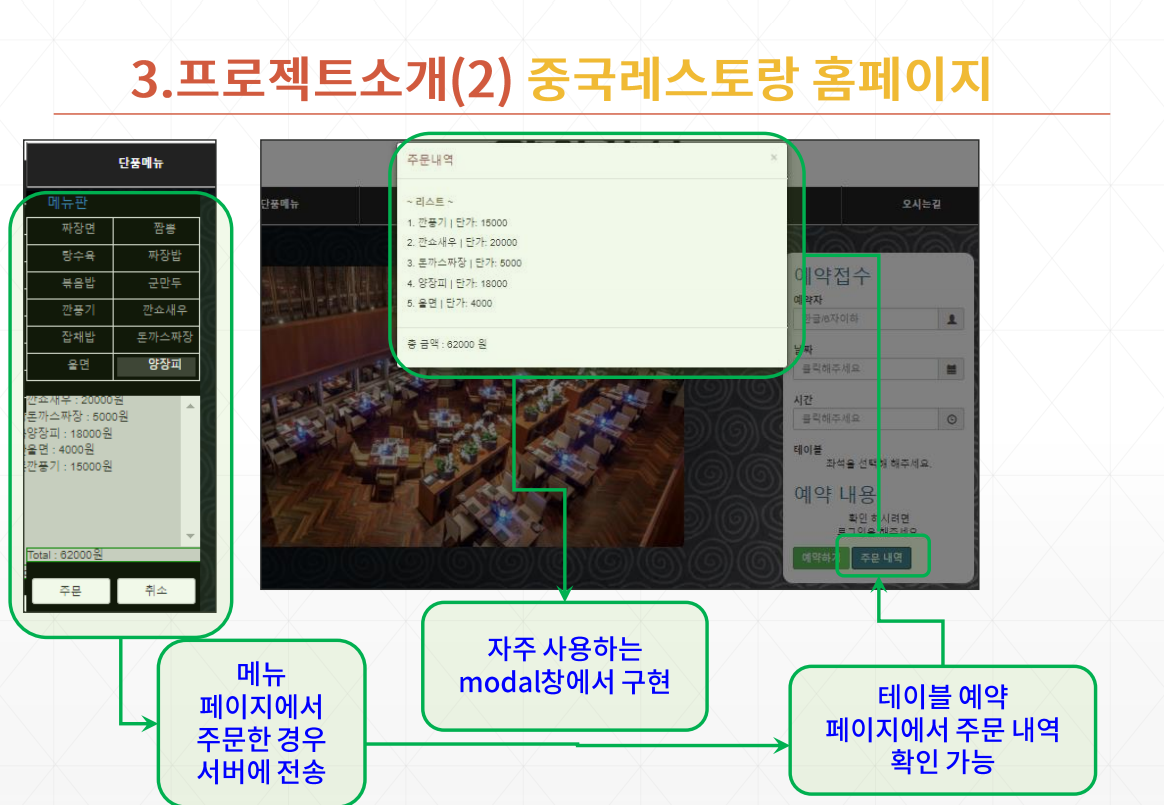 3.프로젝트소개(2) 중국레스토랑 홈페이지
단품메뉴
메뉴판
짜장면 짬뽕
탕수육 짜장밥
볶음밥 군만두
깐풍기 깐쇼새우
잡채밥 돈까스짜장
울면 양장피
깐쇼새우 : 20000원
돈까스짜장 : 5000원
양장피 : 18000원
울면 : 4000원
깐풍기 : 15000원
Total : 62000원
주문 취소
단품메뉴
오시는길
주문내역 ×
~ 리스트 ~
1. 깐풍기 | 단가: 15000
2. 깐쇼새우 | 단가: 20000
3. 돈까스짜장 | 단가: 5000
4. 양장피 | 단가: 18000
5. 울면 | 단가: 4000
총 금액 : 62000 원
예약접수
예약자
한글/6자이하
날짜
클릭해주세요
시간
클릭해주세요
테이블
좌석을 선택해 해주세요.
예약 내용
확인 하시려면
로그인을 해주세요
예약하기 주문 내역
메뉴
페이지에서
주문한 경우
서버에 전송
자주 사용하는
modal창에서 구현
테이블 예약
페이지에서 주문 내역
확인 가능